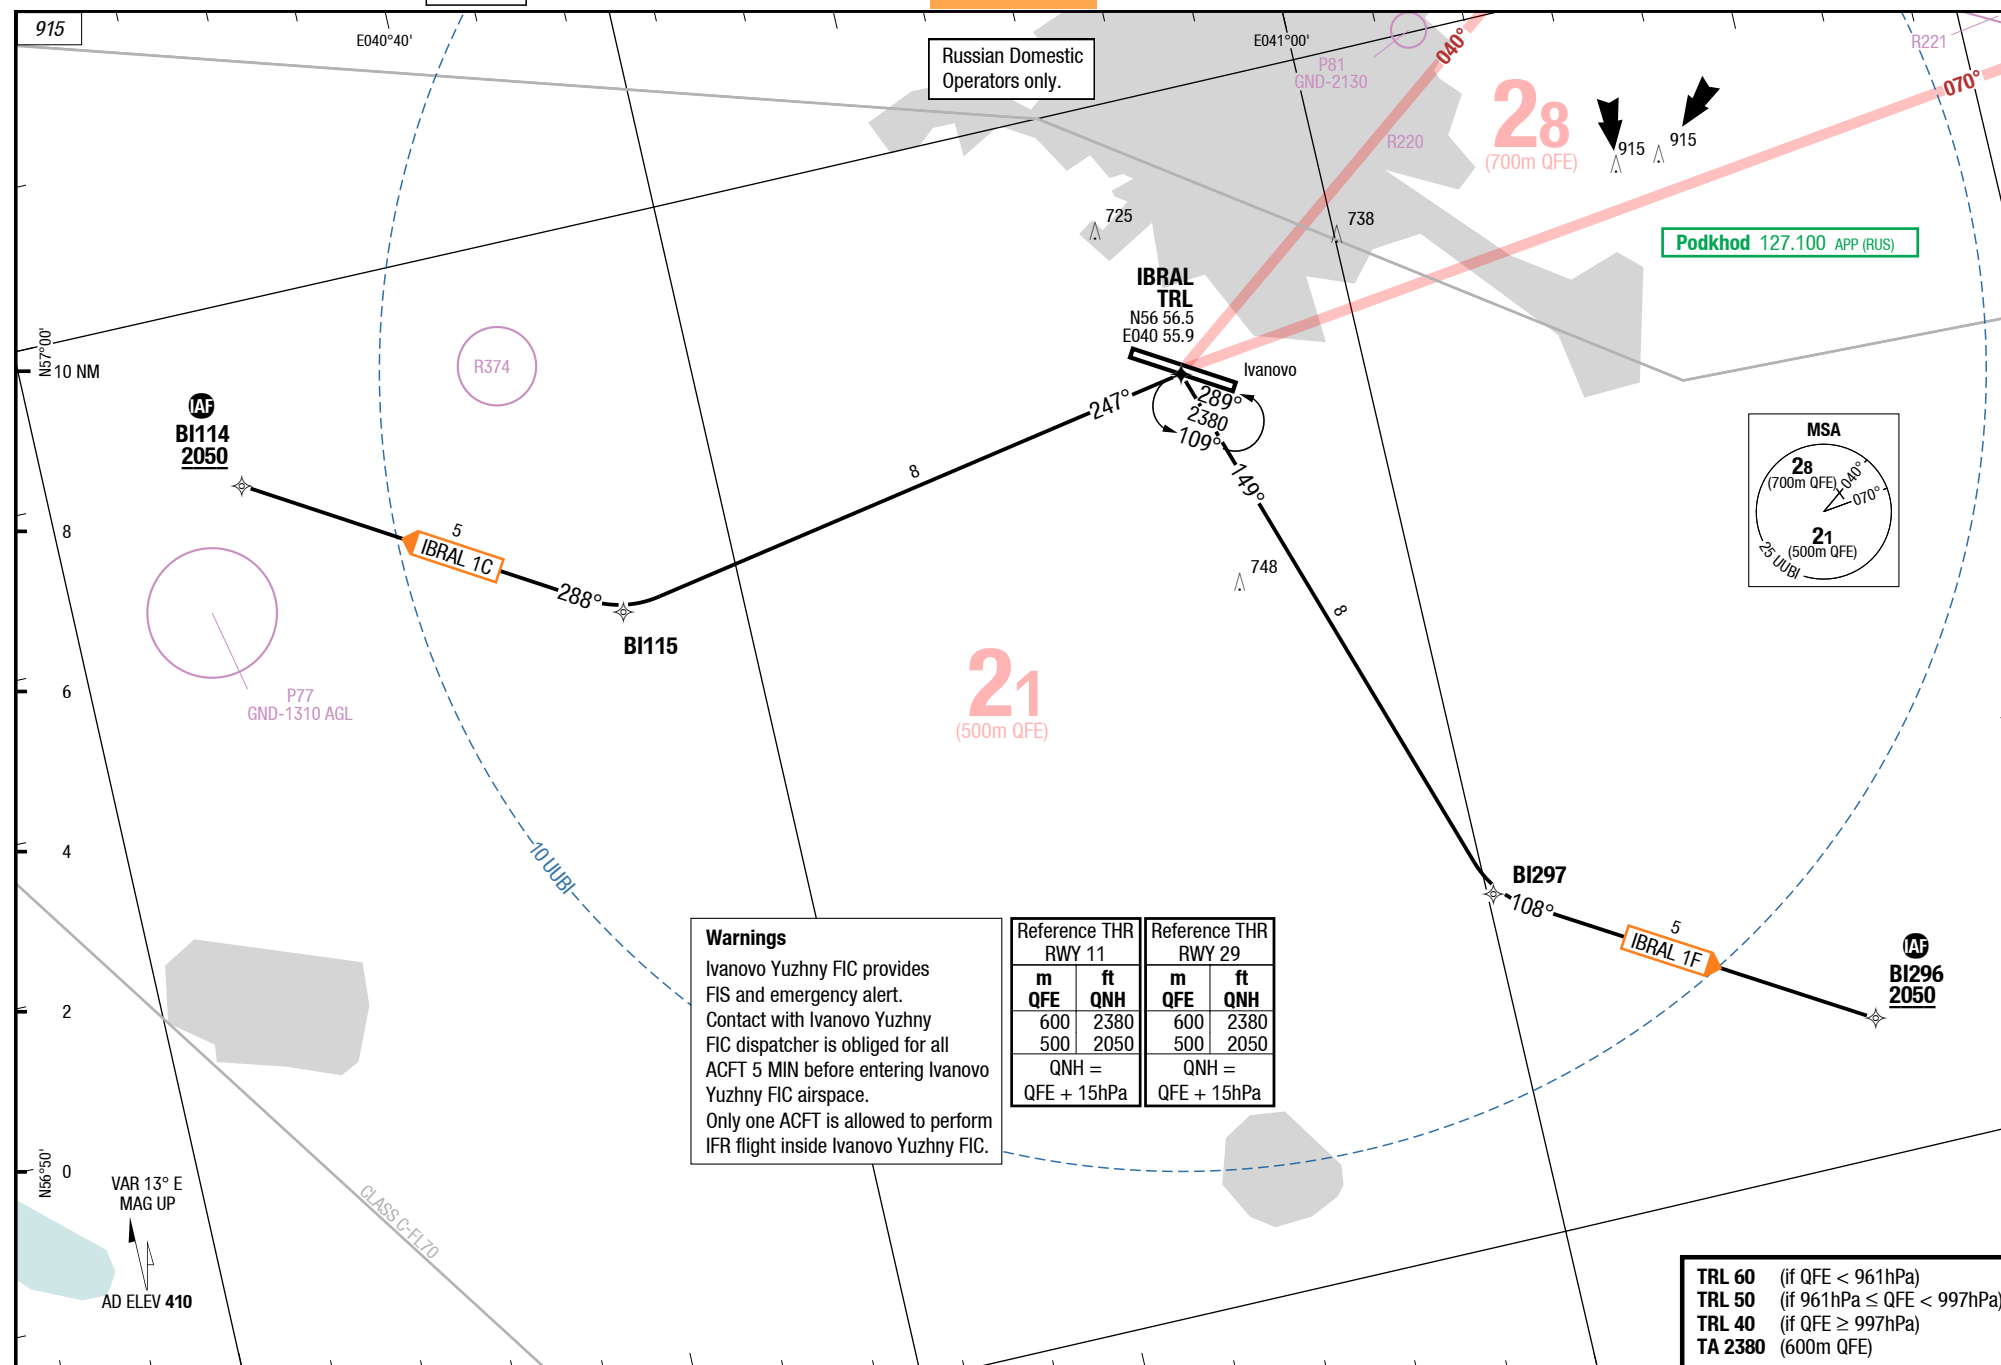 915
E040°40'
E041°00'
Russian Domestic
Operators only.
P81
GND-2130
040°
R221
070°
28
(700m QFE)
R220
915
915
725
738
Podkhod 127.100 APP (RUS)
IBRAL
TRL
N56 56.5
E040 55.9
Ivanovo
N57°00'
10 NM
R374
247°
289°
2380
109°
149°
IAF
BI114
2050
8
5
IBRAL 1C
288°
BI115
8
748
8
MSA
28
(700m QFE)
040°
070°
21
(500m QFE)
25 UUBI
6
P77
GND-1310 AGL
21
(500m QFE)
4
10 UUBI
BI297
108°
5
IBRAL 1F
IAF
BI296
2050
Warnings
Ivanovo Yuzhny FIC provides
FIS and emergency alert.
Contact with Ivanovo Yuzhny
FIC dispatcher is obliged for all
ACFT 5 MIN before entering Ivanovo
Yuzhny FIC airspace.
Only one ACFT is allowed to perform
IFR flight inside Ivanovo Yuzhny FIC.
Reference THR
RWY 11
m ft
QFE QNH
600 2380
500 2050
QNH =
QFE + 15hPa
Reference THR
RWY 29
m ft
QFE QNH
600 2380
500 2050
QNH =
QFE + 15hPa
2
N56°50'
0
VAR 13° E
MAG UP
AD ELEV 410
CLASS C-FL70
TRL 60 (if QFE < 961hPa)
TRL 50 (if 961hPa ≤ QFE < 997hPa)
TRL 40 (if QFE ≥ 997hPa)
TA 2380 (600m QFE)